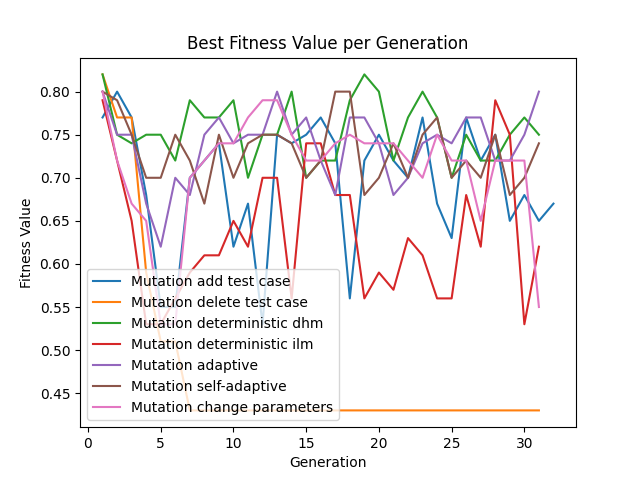 Best Fitness Value per Generation
Fitness Value
0.80
0.75
0.70
0.65
0.60
0.55
0.50
0.45
Mutation add test case
Mutation delete test case
Mutation deterministic dhm
Mutation deterministic ilm
Mutation adaptive
Mutation self-adaptive
Mutation change parameters
0 5 10 15 20 25 30
Generation